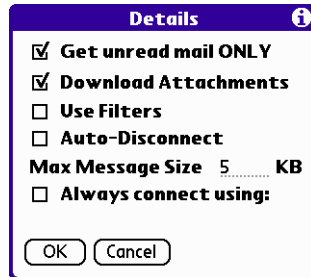 Details
Get unread mail ONLY
Download Attachments
Use Filters
Auto-Disconnect
Max Message Size 5 KB
Always connect using:
OK Cancel